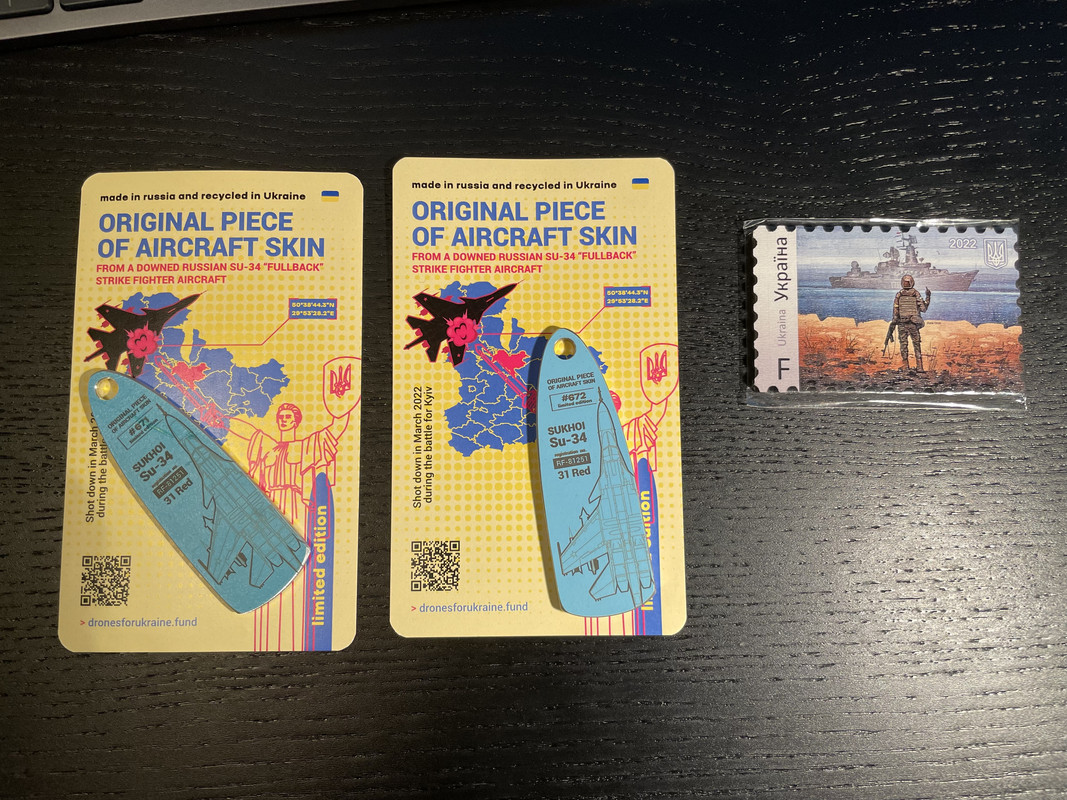 made in russia and recycled in Ukraine
ORIGINAL PIECE
OF AIRCRAFT SKIN
FROM A DOWNED RUSSIAN SU-34 "FULLBACK"
STRIKE FIGHTER AIRCRAFT
50°38'44.3"N
29°53'28.2"E
Shot down in March 20
during the battle for Kyiv
ORIGINAL PIECE
OF AIRCRAFT SKIN
#671
limited edition
SUKHOI
Su-34
RF-81251
31 Red
limited edition
> dronesforukraine.fund
made in russia and recycled in Ukraine
ORIGINAL PIECE
OF AIRCRAFT SKIN
FROM A DOWNED RUSSIAN SU-34 "FULLBACK"
STRIKE FIGHTER AIRCRAFT
50°38'44.3"N
29°53'28.2"E
Shot down in March 2022
during the battle for Kyiv
ORIGINAL PIECE
OF AIRCRAFT SKIN
#672
limited edition
SUKHOI
Su-34
RF-81251
31 Red
edition
> dronesforukraine.fund
2022
Ukraina Україна
F